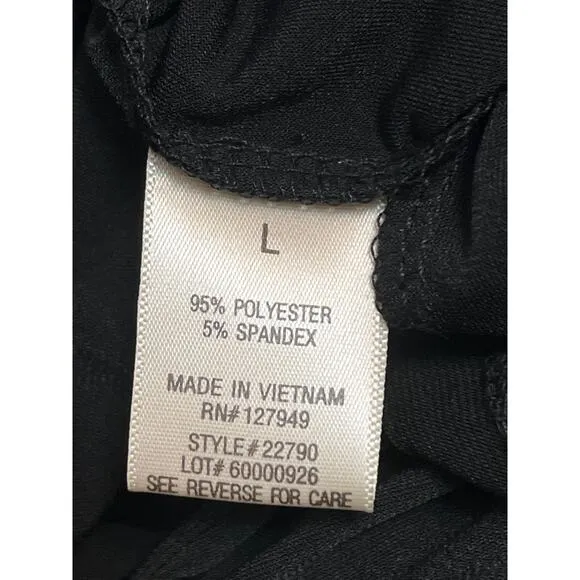 L
95% POLYESTER
5% SPANDEX
MADE IN VIETNAM
RN#127949
STYLE#22790
LOT# 60000926
SEE REVERSE FOR CARE